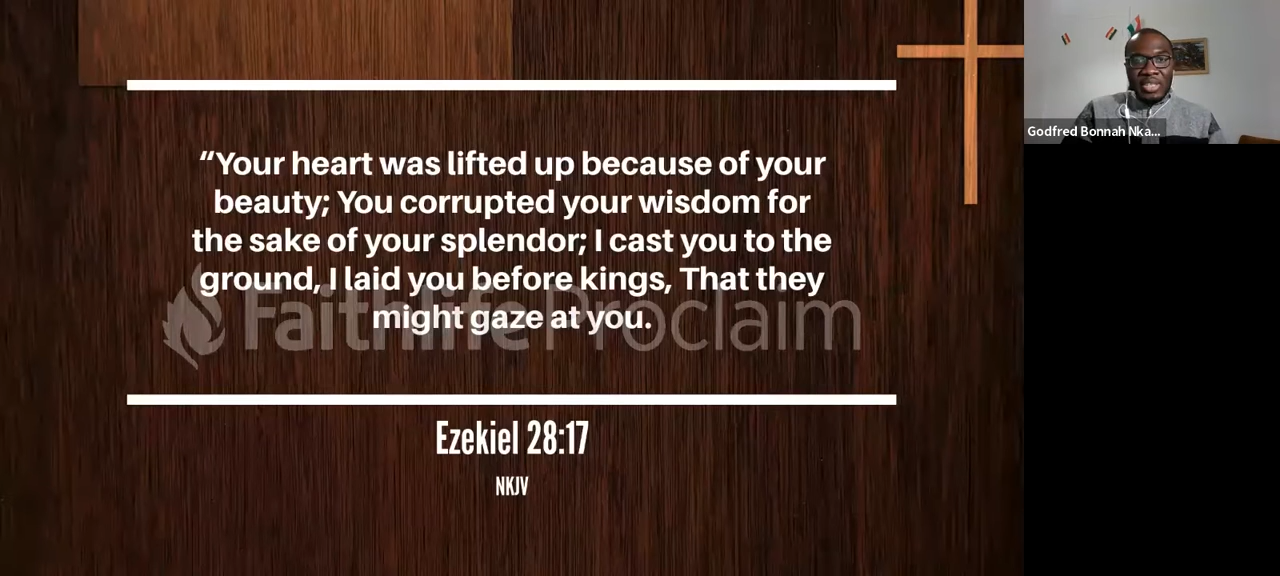 “Your heart was lifted up because of your
beauty; You corrupted your wisdom for
the sake of your splendor; I cast you to the
ground, I laid you before kings, That they
might gaze at you.
Faithlife Proclaim
Ezekiel 28:17
NKJV
Godfred Bonnah Nka...